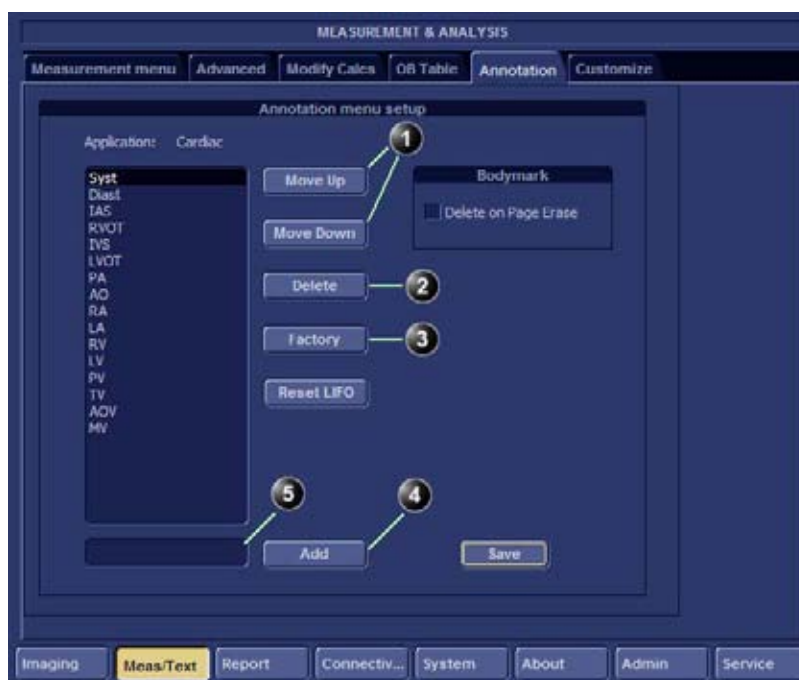 MEASUREMENT & ANALYSIS
Measurement menu Advanced Modify Calcs OB Table Annotation Customize
Annotation menu setup
Application: Cardiac
1
Syst
Diast
IAS
RVOT
IVS
LVOT
PA
AO
RA
LA
RV
LV
PV
TV
AOV
MV
Move Up
Move Down
Delete
2
Factory
3
Reset LIFO
Bodymark
Delete on Page Erase
5
4
Add
Save
Imaging Meas/Text Report Connectiv... System About Admin Service